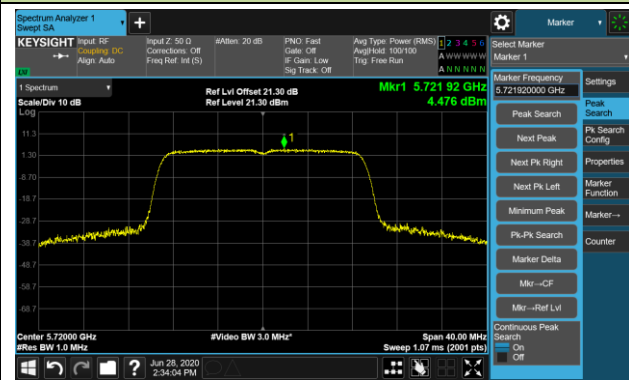 Spectrum Analyzer 1
Swept SA
Marker
KEYSIGHT
Input: RF
Coupling: DC
Align: Auto
Input Z: 50 Ω
Corrections: Off
Freq Ref: Int (S)
#Atten: 20 dB
PNO: Fast
Gate: Off
IF Gain: Low
Sig Track: Off
Avg Type: Power (RMS)
Avg|Hold: 100/100
Trig: Free Run
1 2 3 4 5 6
A W W W W W
A N N N N N
LXI
1 Spectrum
Scale/Div 10 dB
Log
Ref Lvl Offset 21.30 dB
Ref Level 21.30 dBm
Mkr1 5.721 92 GHz
4.476 dBm
1
11.3
1.30
-8.70
-18.7
-28.7
-38.7
-48.7
-58.7
-68.7
Center 5.72000 GHz
#Res BW 1.0 MHz
#Video BW 3.0 MHz*
Span 40.00 MHz
Sweep 1.07 ms (2001 pts)
Jun 28, 2020
2:34:04 PM
Select Marker
Marker 1
Marker Frequency
5.721920000 GHz
Peak Search
Next Peak
Next Pk Right
Next Pk Left
Minimum Peak
Pk-Pk Search
Marker Delta
Mkr→CF
Mkr→Ref Lvl
Continuous Peak
Search
On
Off
Settings
Peak
Search
Pk Search
Config
Properties
Marker
Function
Marker→
Counter